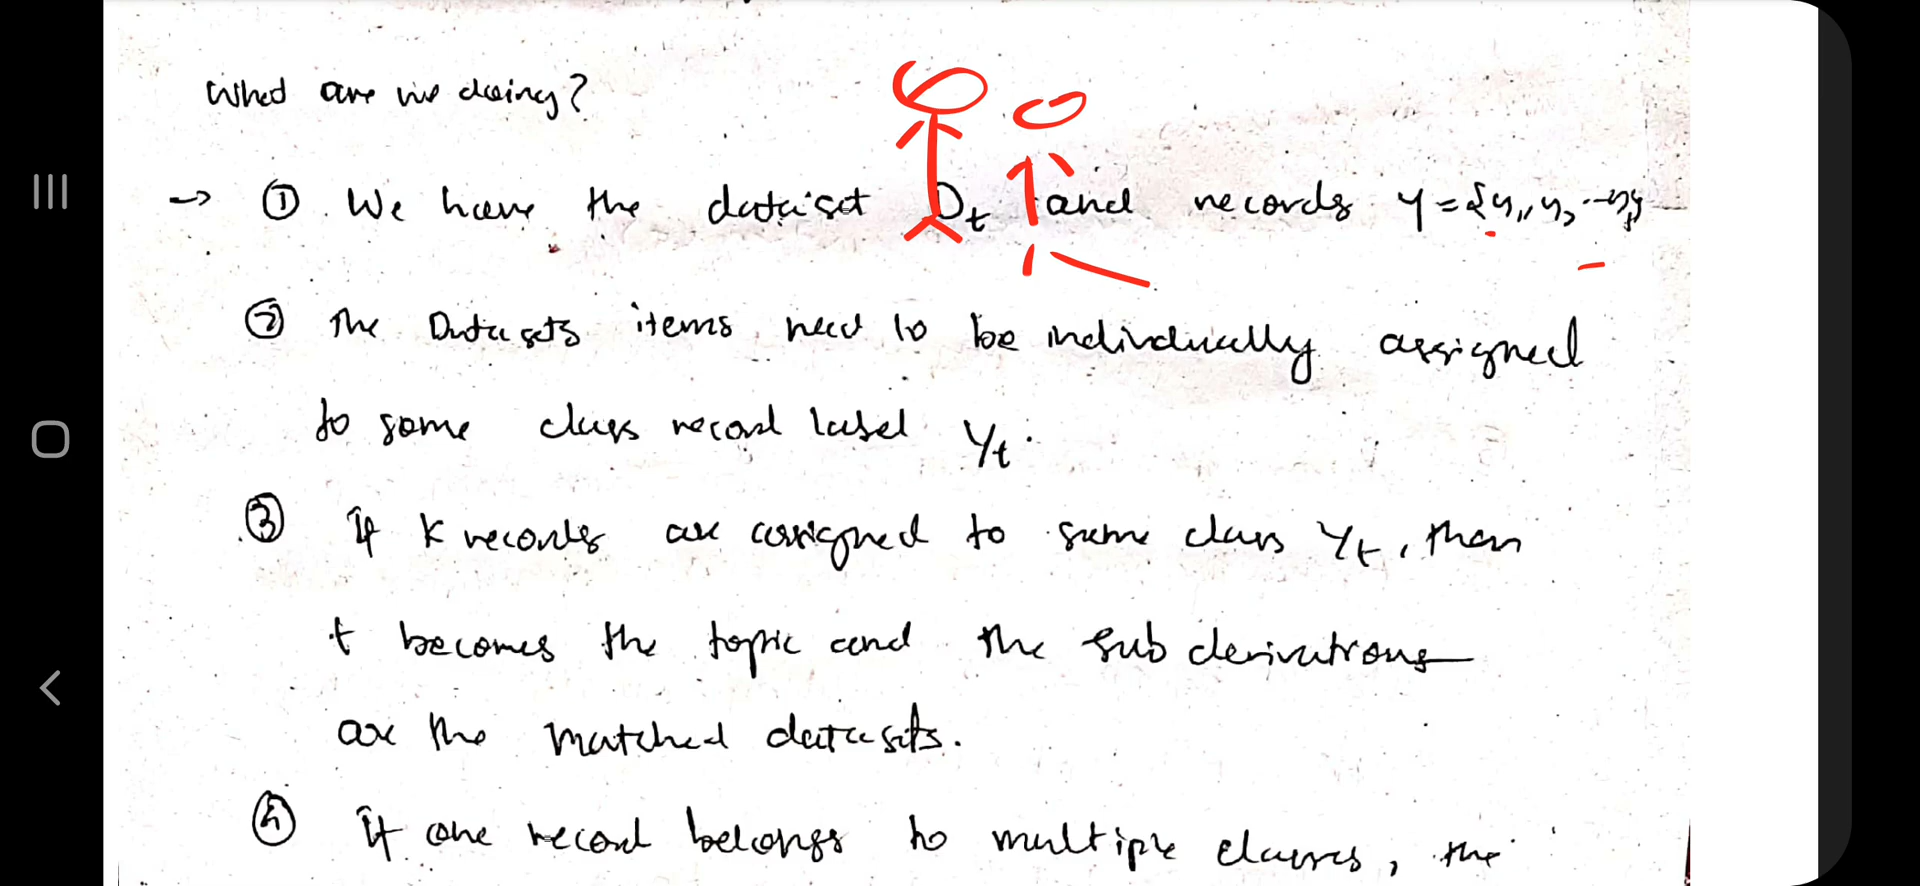 What are we doing?
→ ① We have the dataset Dt and records y = {y1, y2 ... }
② The Datasets items need to be individually assigned
to some class record label Yt.
③ If K records are assigned to same class Yt, then
t becomes the topic and the sub derivations
are the matched datasets.
④ If one record belongs to multiple classes, the